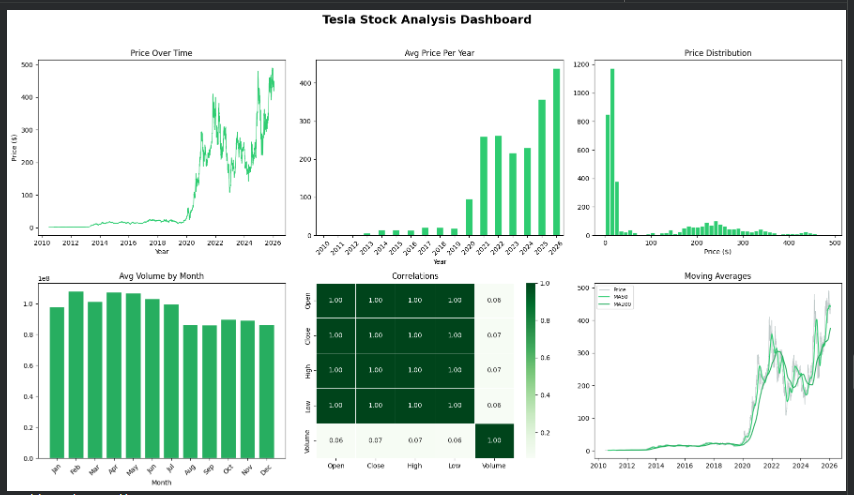 Tesla Stock Analysis Dashboard
Price Over Time
Price ($)
500
400
300
200
100
0
2010 2012 2014 2016 2018 2020 2022 2024 2026
Year
Avg Price Per Year
400
300
200
100
0
2010 2011 2012 2013 2014 2015 2016 2017 2018 2019 2020 2021 2022 2023 2024 2025 2026
Year
Price Distribution
1200
1000
800
600
400
200
0
0 100 200 300 400 500
Price ($)
Avg Volume by Month
1e8
1.0
0.8
0.6
0.4
0.2
0.0
Jan Feb Mar Apr May Jun Jul Aug Sep Oct Nov Dec
Month
Correlations
Open 1.00 1.00 1.00 1.00 0.06
Close 1.00 1.00 1.00 1.00 0.07
High 1.00 1.00 1.00 1.00 0.07
Low 1.00 1.00 1.00 1.00 0.06
Volume 0.06 0.07 0.07 0.06 1.00
Open Close High Low Volume
1.0
0.8
0.6
0.4
0.2
Moving Averages
Price
MA50
MA200
500
400
300
200
100
0
2010 2012 2014 2016 2018 2020 2022 2024 2026